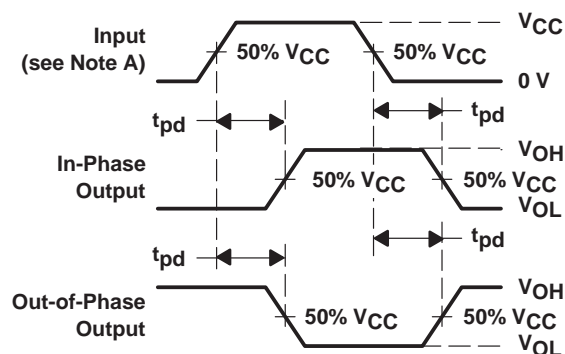 Input
(see Note A)
50% VCC
50% VCC
VCC
0 V
tpd
tpd
In-Phase
Output
50% VCC
VOH
50% VCC
VOL
tpd
tpd
Out-of-Phase
Output
50% VCC
VOH
50% VCC
VOL